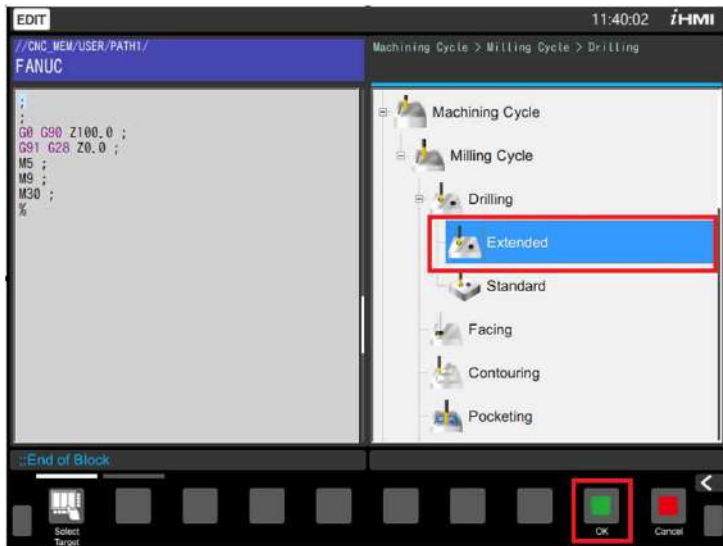 EDIT
11:40:02 iHMI
//CNC_MEM/USER/PATH1/
FANUC
Machining Cycle > Milling Cycle > Drilling
;
;
G0 G90 Z100.0 ;
G91 G28 Z0.0 ;
M5 ;
M9 ;
M30 ;
%
Machining Cycle
Milling Cycle
Drilling
Extended
Standard
Facing
Contouring
Pocketing
;:End of Block
Select
Target
OK
Cancel